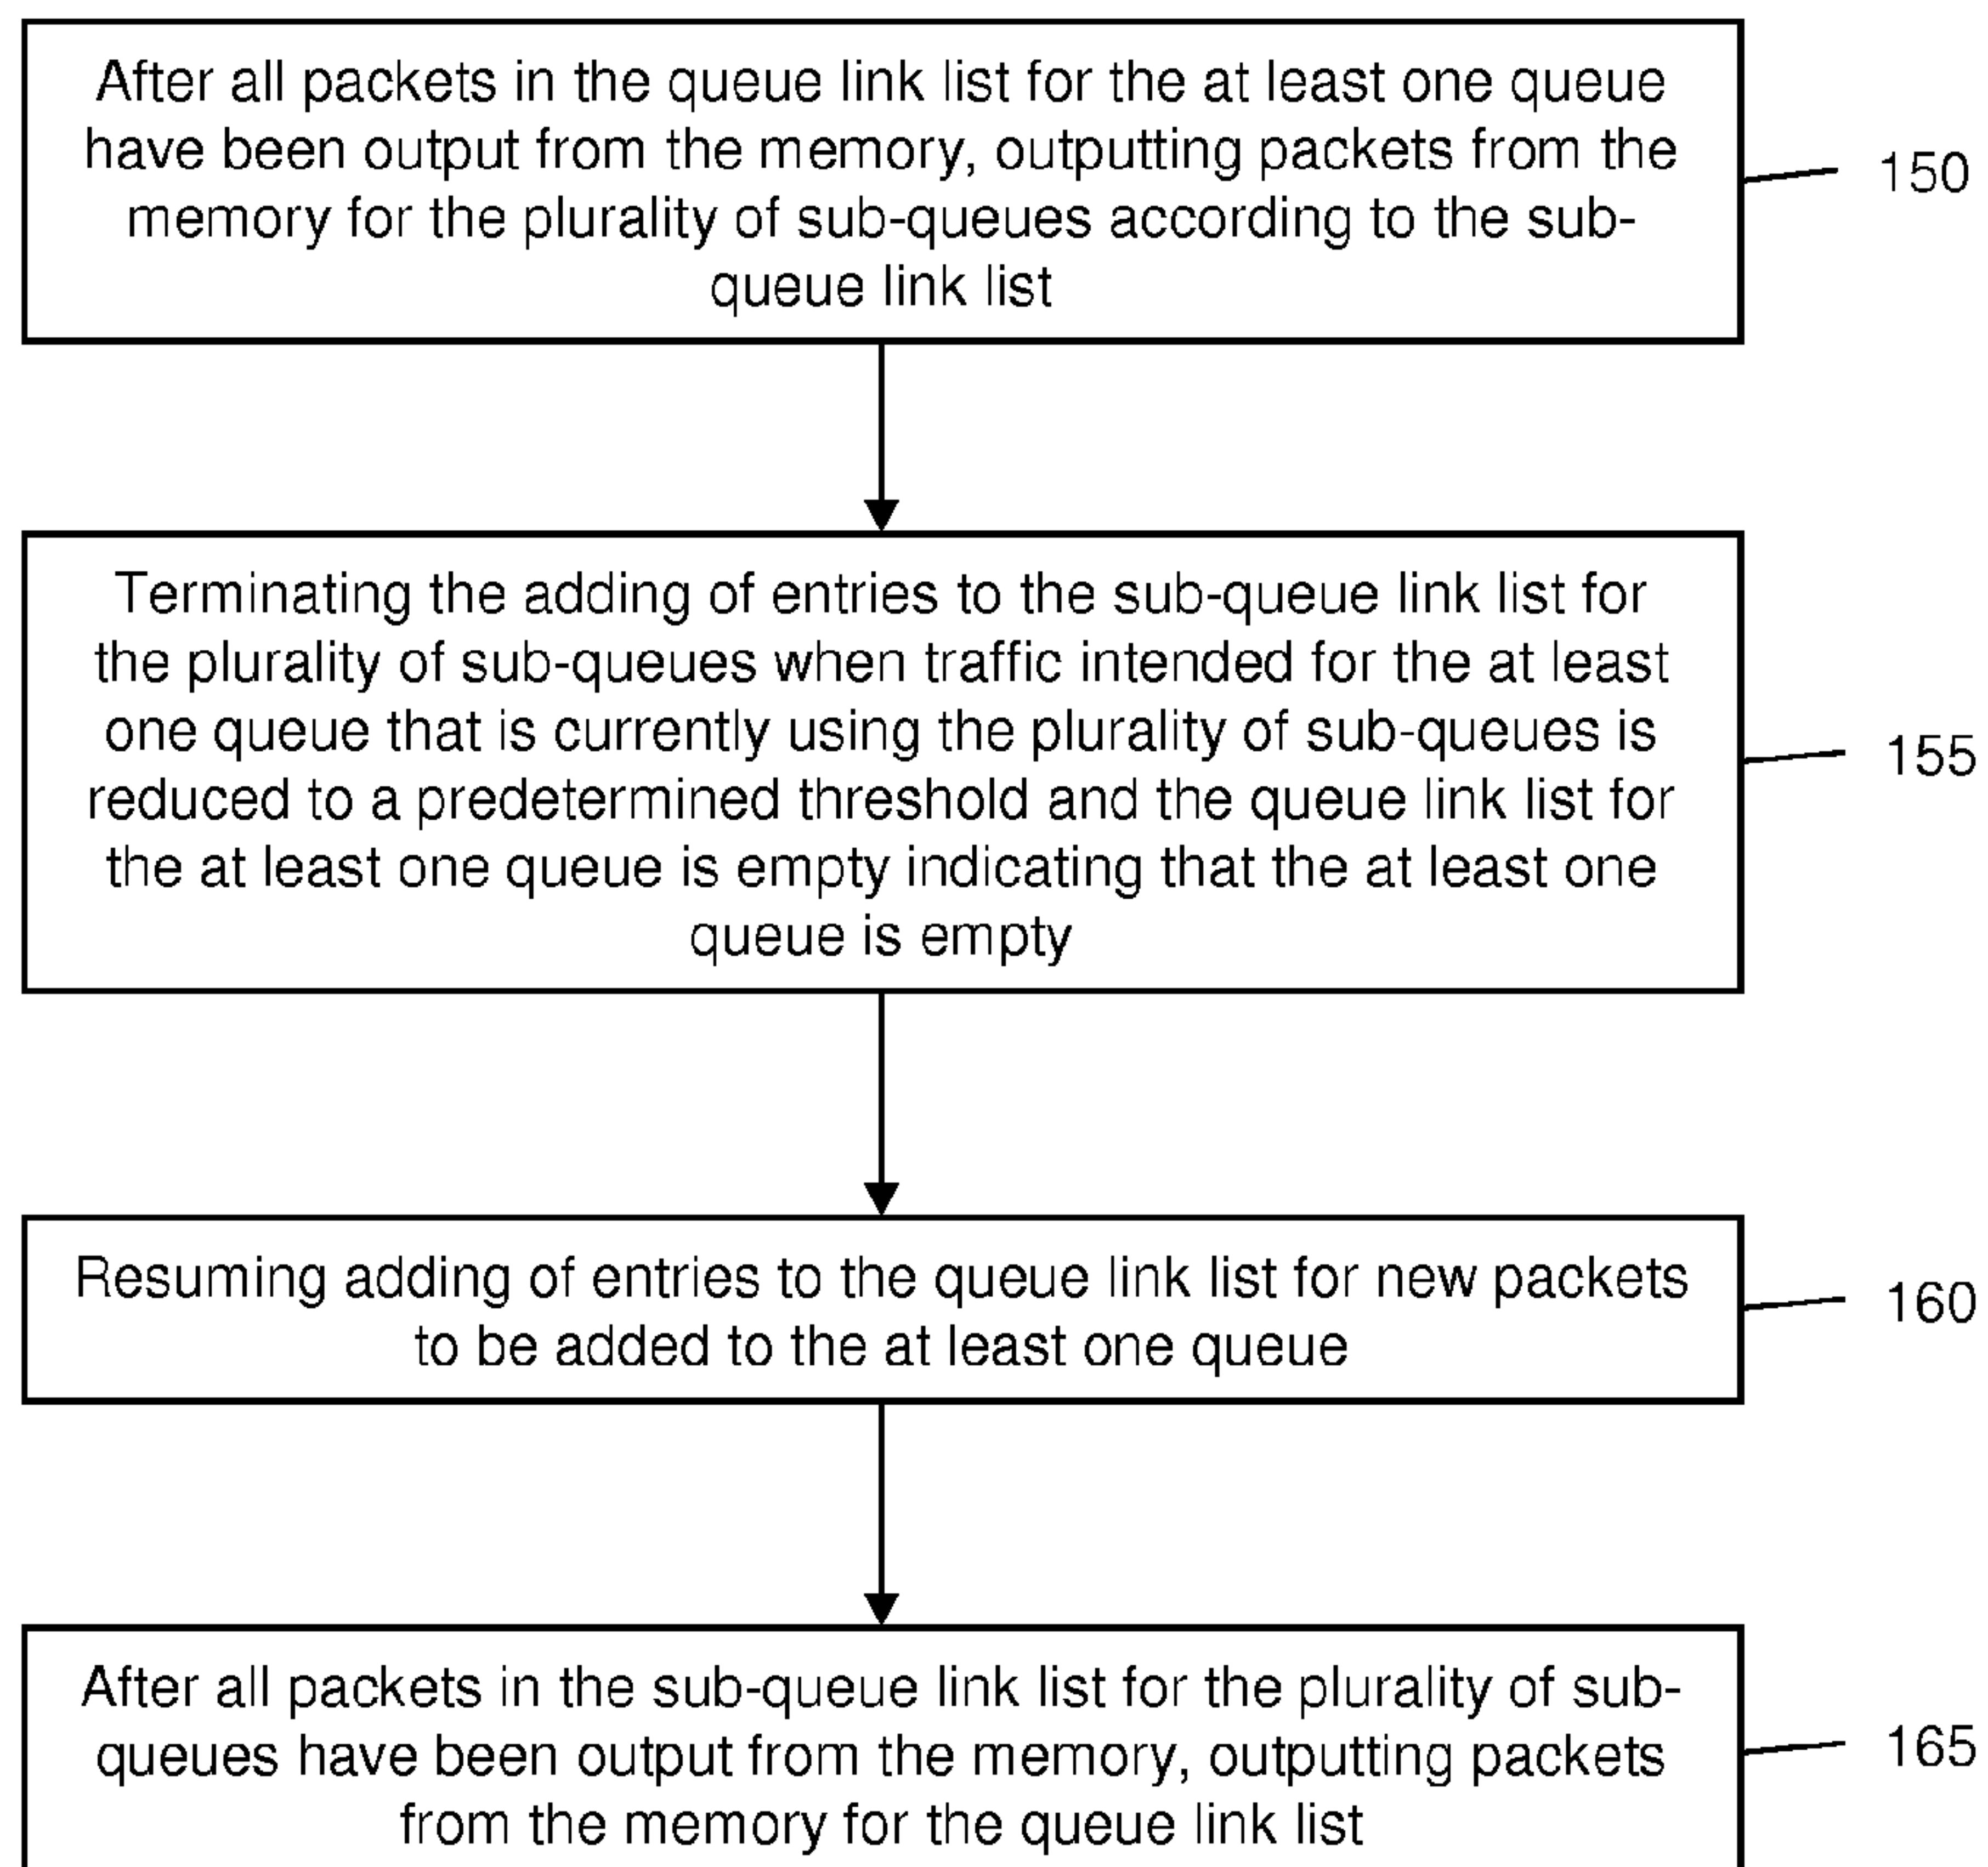 After all packets in the queue link list for the at least one queue
have been output from the memory, outputting packets from the
memory for the plurality of sub-queues according to the sub-
queue link list
150
Terminating the adding of entries to the sub-queue link list for
the plurality of sub-queues when traffic intended for the at least
one queue that is currently using the plurality of sub-queues is
reduced to a predetermined threshold and the queue link list for
the at least one queue is empty indicating that the at least one
queue is empty
155
Resuming adding of entries to the queue link list for new packets
to be added to the at least one queue
160
After all packets in the sub-queue link list for the plurality of sub-
queues have been output from the memory, outputting packets
from the memory for the queue link list
165